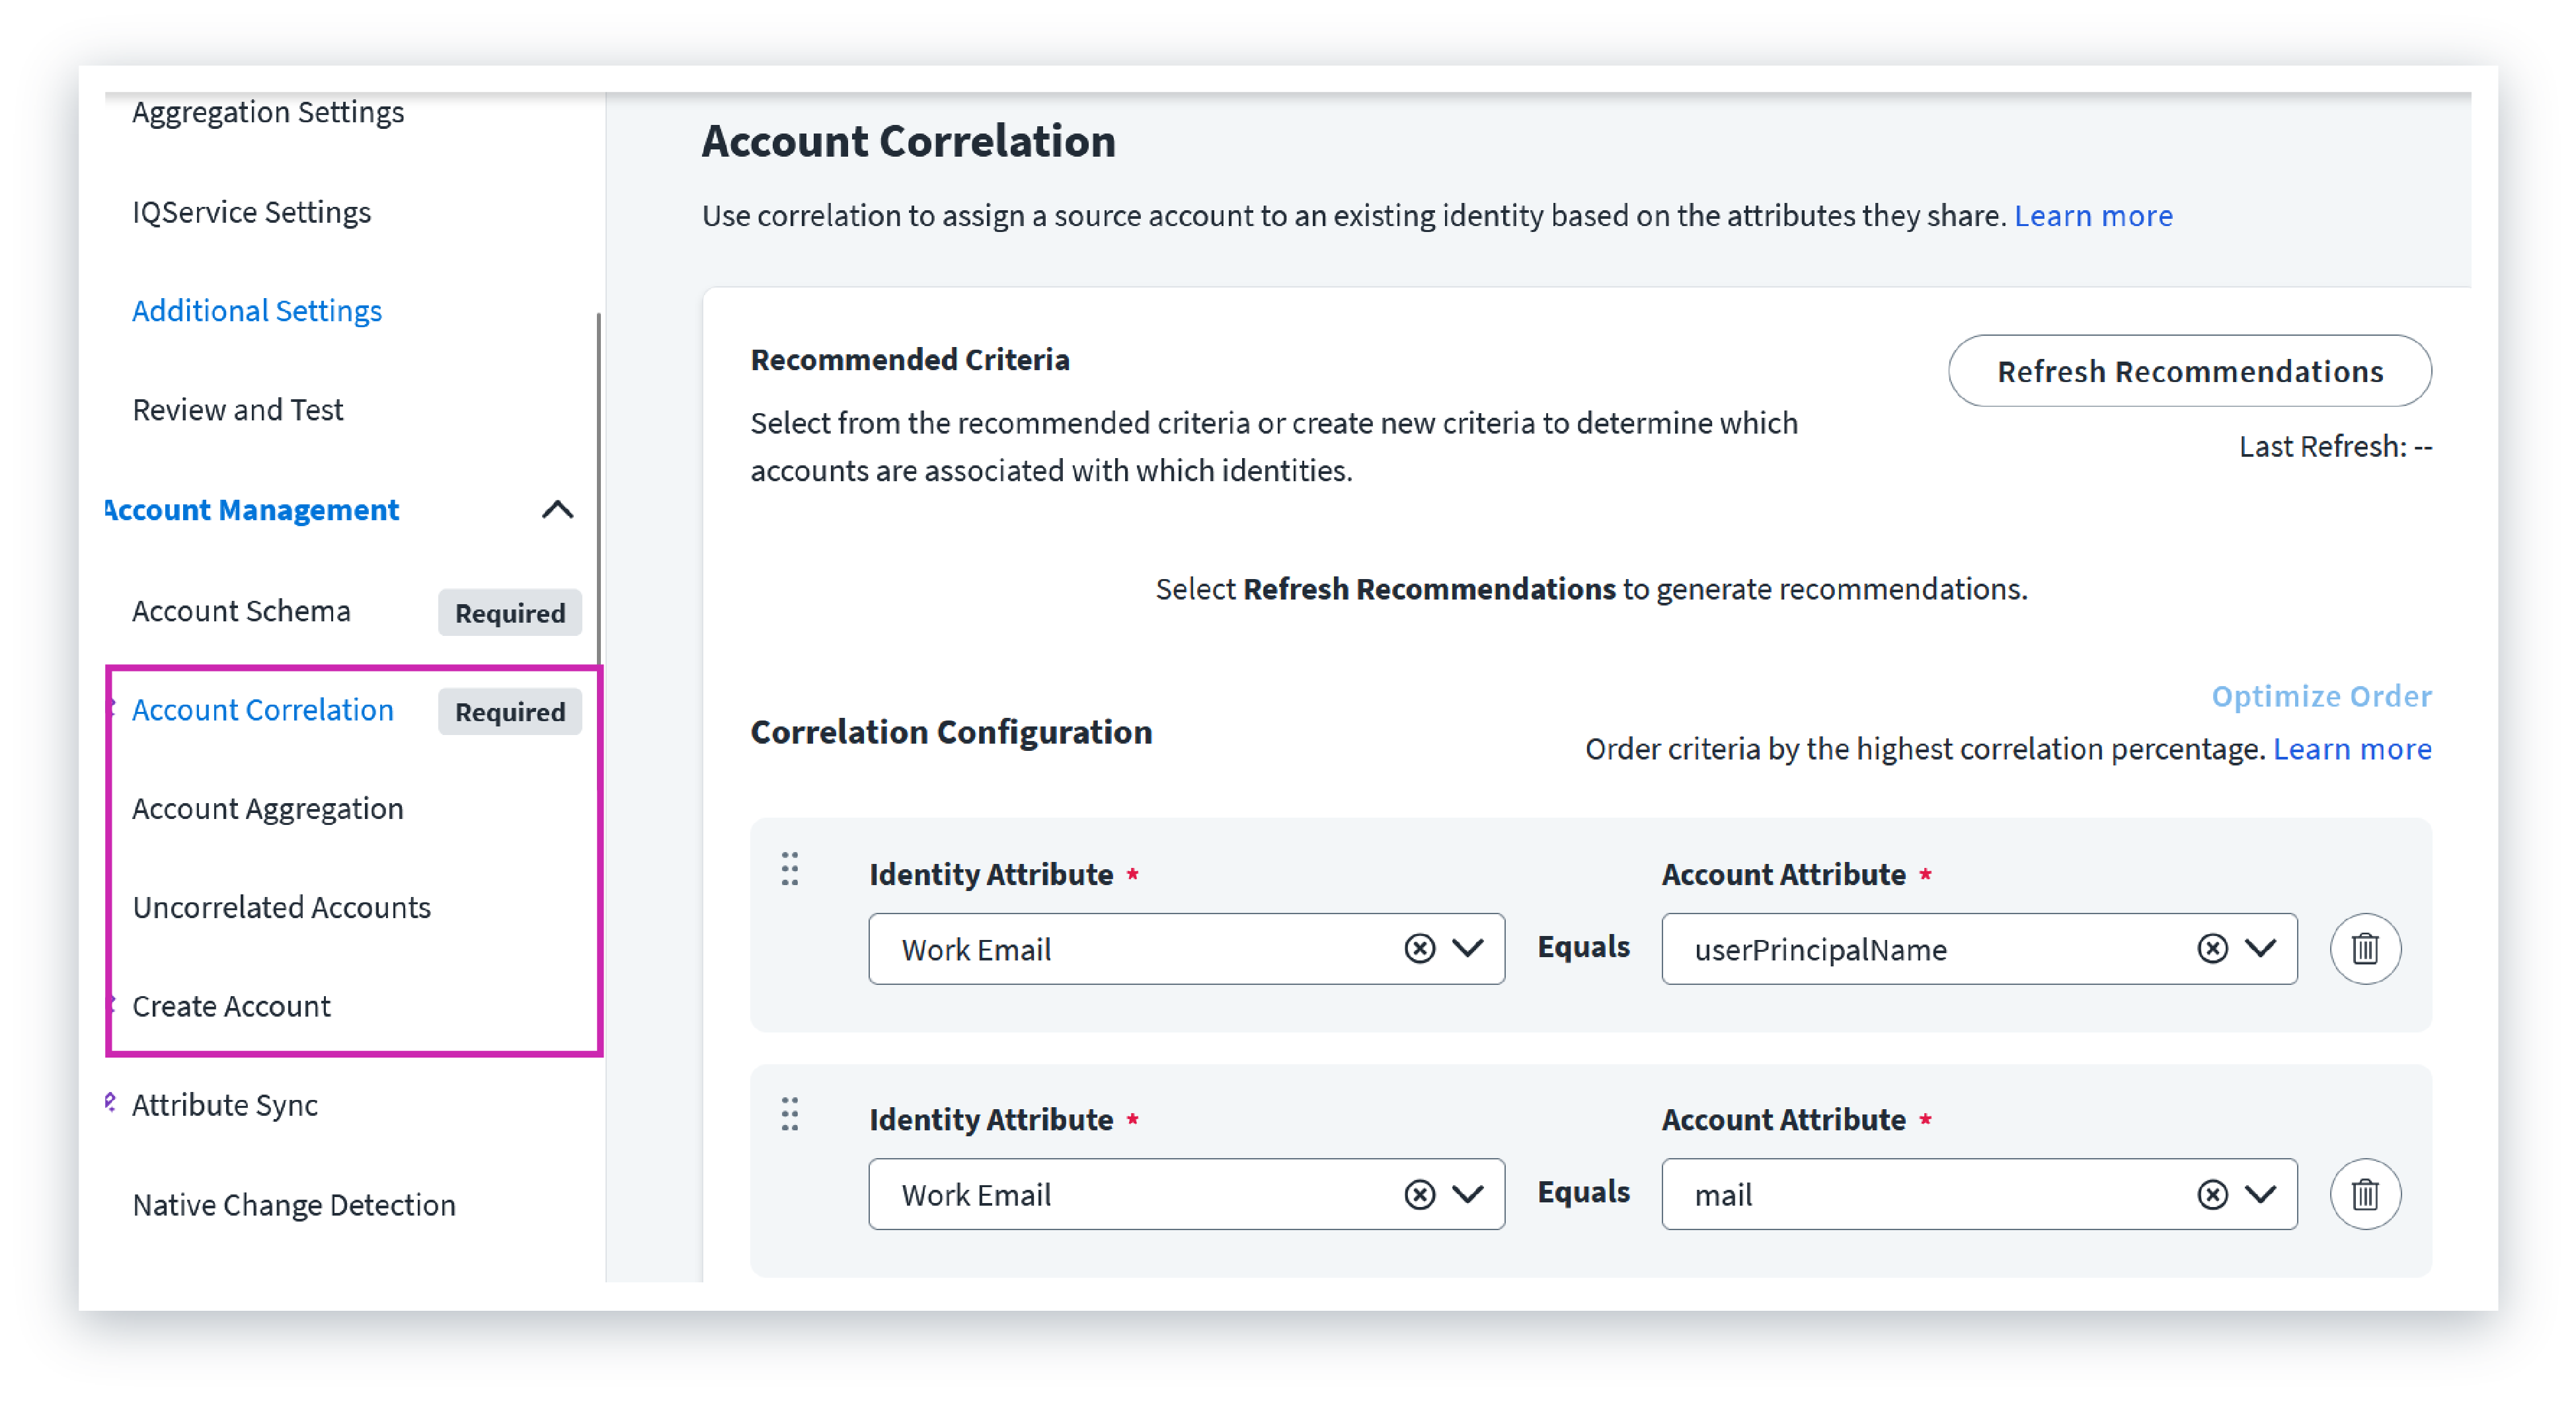 Aggregation Settings
IQService Settings
Additional Settings
Review and Test
Account Management
Account Schema Required
Account Correlation Required
Account Aggregation
Uncorrelated Accounts
Create Account
Attribute Sync
Native Change Detection
Account Correlation
Use correlation to assign a source account to an existing identity based on the attributes they share. Learn more
Recommended Criteria
Refresh Recommendations
Select from the recommended criteria or create new criteria to determine which
accounts are associated with which identities.
Last Refresh: --
Select Refresh Recommendations to generate recommendations.
Optimize Order
Correlation Configuration
Order criteria by the highest correlation percentage. Learn more
Identity Attribute * Account Attribute *
Work Email Equals userPrincipalName
Identity Attribute * Account Attribute *
Work Email Equals mail